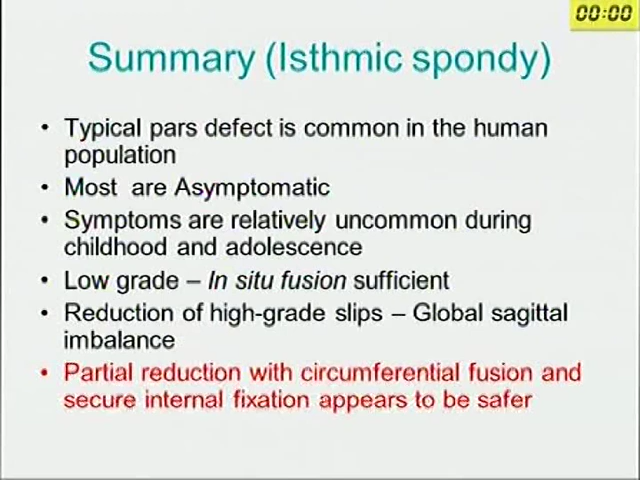 00:00
Summary (Isthmic spondy)
• Typical pars defect is common in the human
population
• Most are Asymptomatic
• Symptoms are relatively uncommon during
childhood and adolescence
• Low grade – In situ fusion sufficient
• Reduction of high-grade slips – Global sagittal
imbalance
• Partial reduction with circumferential fusion and
secure internal fixation appears to be safer